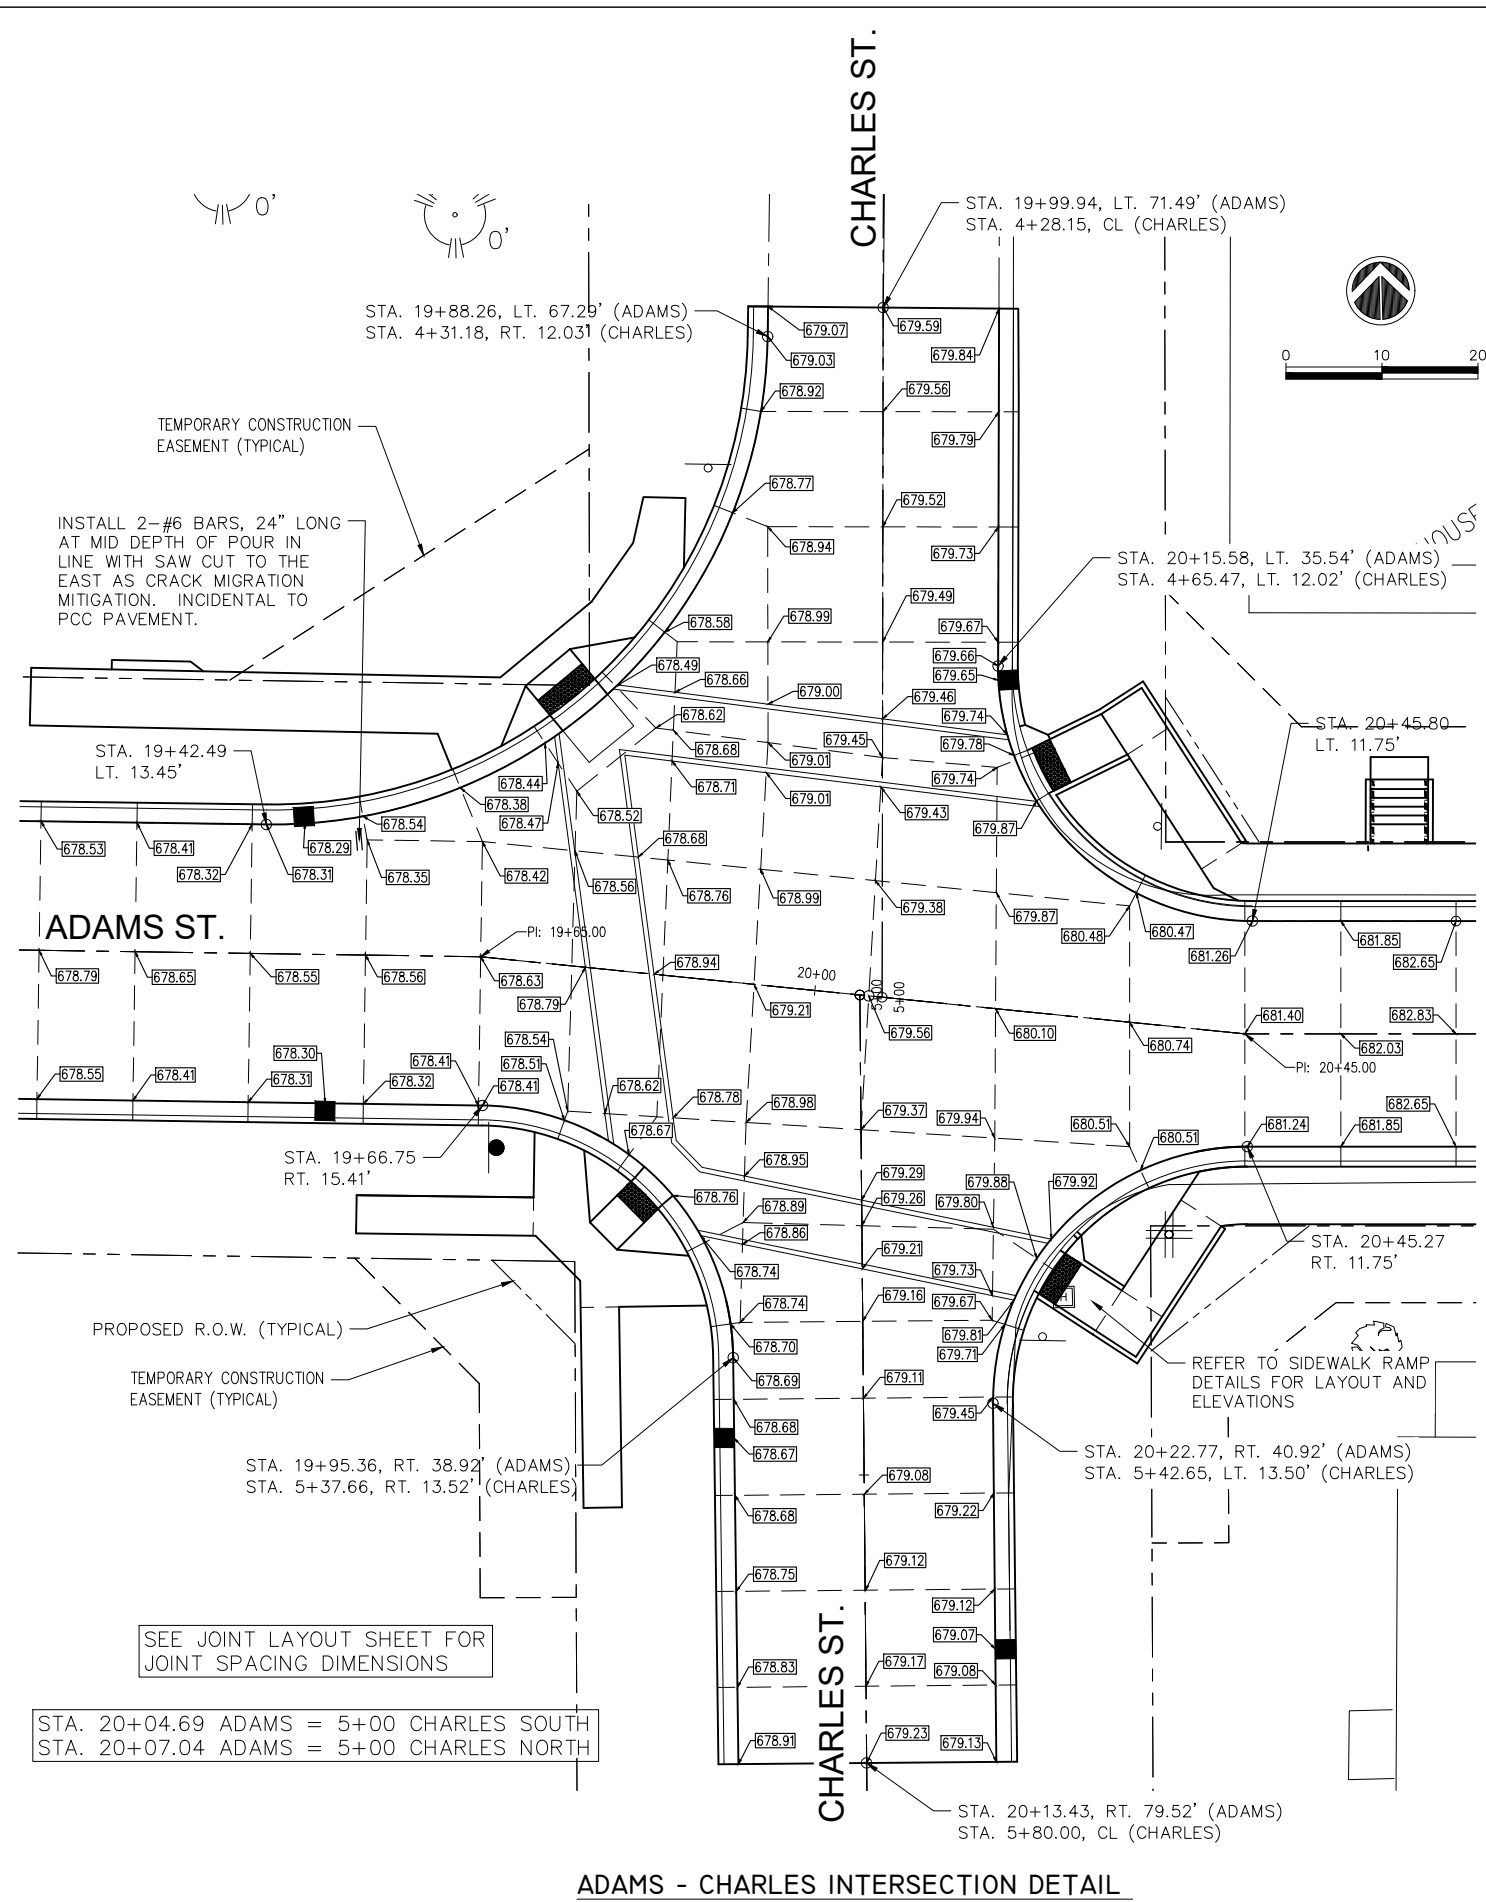 CHARLES ST.
0'
0'
STA. 19+99.94, LT. 71.49' (ADAMS)
STA. 4+28.15, CL (CHARLES)
STA. 19+88.26, LT. 67.29' (ADAMS)
STA. 4+31.18, RT. 12.03' (CHARLES)
0 10 20
679.07
679.59
679.03
679.84
678.92
679.56
679.79
TEMPORARY CONSTRUCTION
EASEMENT (TYPICAL)
678.77
679.52
678.94
679.73
INSTALL 2-#6 BARS, 24" LONG
AT MID DEPTH OF POUR IN
LINE WITH SAW CUT TO THE
EAST AS CRACK MIGRATION
MITIGATION. INCIDENTAL TO
PCC PAVEMENT.
STA. 20+15.58, LT. 35.54' (ADAMS)
STA. 4+65.47, LT. 12.02' (CHARLES)
679.49
678.58
678.99
679.67
679.66
678.49
678.66
679.65
679.00
679.46
678.62
679.74
STA. 20+45.80
LT. 11.75'
STA. 19+42.49
LT. 13.45'
678.68
679.45
679.78
679.01
679.74
678.44
678.71
678.38
679.01
679.43
678.47
678.52
679.87
678.54
678.68
678.53
678.41
678.29
678.32
678.31
678.35
678.42
678.56
678.76
678.99
679.38
679.87
680.48
680.47
681.85
681.26
682.65
ADAMS ST.
PI: 19+65.00
678.79
678.65
678.55
678.56
678.63
678.94
678.79
20+00
5+00
5+00
679.21
679.56
680.10
680.74
681.40
682.83
682.03
PI: 20+45.00
678.54
678.30
678.41
678.51
678.55
678.41
678.31
678.32
678.41
678.62
678.78
678.98
679.37
679.94
680.51
682.65
681.24
681.85
680.51
678.67
STA. 19+66.75
RT. 15.41'
678.95
679.29
679.88
679.92
678.76
679.26
679.80
678.89
678.86
679.21
STA. 20+45.27
RT. 11.75'
678.74
679.73
678.74
679.16
679.67
PROPOSED R.O.W. (TYPICAL)
678.70
679.81
679.71
H
TEMPORARY CONSTRUCTION
EASEMENT (TYPICAL)
678.69
679.11
REFER TO SIDEWALK RAMP
DETAILS FOR LAYOUT AND
ELEVATIONS
678.68
679.45
678.67
STA. 19+95.36, RT. 38.92' (ADAMS)
STA. 5+37.66, RT. 13.52' (CHARLES)
STA. 20+22.77, RT. 40.92' (ADAMS)
STA. 5+42.65, LT. 13.50' (CHARLES)
679.08
678.68
679.22
679.12
678.75
679.12
SEE JOINT LAYOUT SHEET FOR
JOINT SPACING DIMENSIONS
679.07
678.83
679.17
679.08
STA. 20+04.69 ADAMS = 5+00 CHARLES SOUTH
STA. 20+07.04 ADAMS = 5+00 CHARLES NORTH
678.91
679.23
679.13
CHARLES ST.
STA. 20+13.43, RT. 79.52' (ADAMS)
STA. 5+80.00, CL (CHARLES)
ADAMS - CHARLES INTERSECTION DETAIL